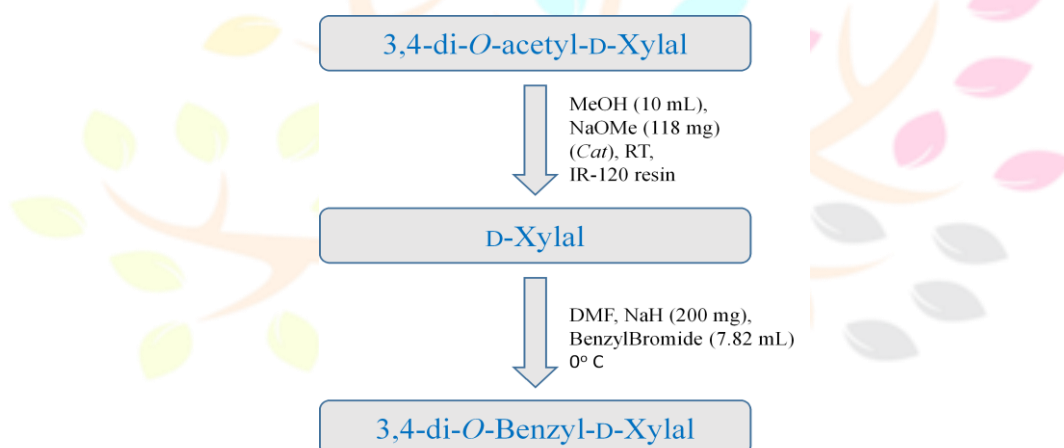 3,4-di-O-acetyl-D-Xylal
MeOH (10 mL),
NaOMe (118 mg)
(Cat), RT,
IR-120 resin
D-Xylal
DMF, NaH (200 mg),
BenzylBromide (7.82 mL)
0º C
3,4-di-O-Benzyl-D-Xylal